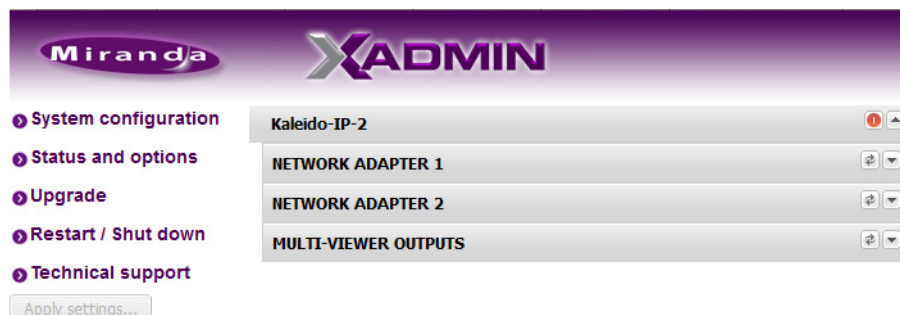 Miranda
XADMIN
System configuration
Status and options
Upgrade
Restart / Shut down
Technical support
Apply settings...
Kaleido-IP-2
NETWORK ADAPTER 1
NETWORK ADAPTER 2
MULTI-VIEWER OUTPUTS